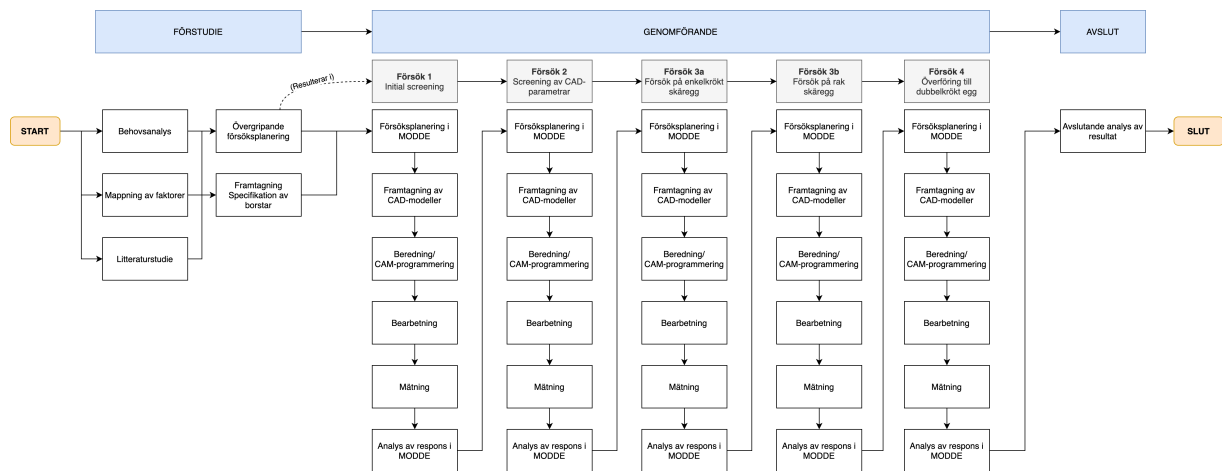 FÖRSTUDIE
GENOMFÖRANDE
AVSLUT
(Resulterar i)
Försök 1
Initial screening
Försök 2
Screening av CAD-
parametrar
Försök 3a
Försök på enkelkrökt
skäregg
Försök 3b
Försök på rak
skäregg
Försök 4
Överföring till
dubbelkrökt egg
START
Behovsanalys
Mappning av faktorer
Litteraturstudie
Övergripande
försöksplanering
Framtagning
Specifikation av
borstar
Försöksplanering i
MODDE
Framtagning av
CAD-modeller
Beredning/
CAM-programmering
Bearbetning
Mätning
Analys av respons i
MODDE
Försöksplanering i
MODDE
Framtagning av
CAD-modeller
Beredning/
CAM-programmering
Bearbetning
Mätning
Analys av respons i
MODDE
Försöksplanering i
MODDE
Framtagning av
CAD-modeller
Beredning/
CAM-programmering
Bearbetning
Mätning
Analys av respons i
MODDE
Försöksplanering i
MODDE
Framtagning av
CAD-modeller
Beredning/
CAM-programmering
Bearbetning
Mätning
Analys av respons i
MODDE
Försöksplanering i
MODDE
Framtagning av
CAD-modeller
Beredning/
CAM-programmering
Bearbetning
Mätning
Analys av respons i
MODDE
Avslutande analys av
resultat
SLUT